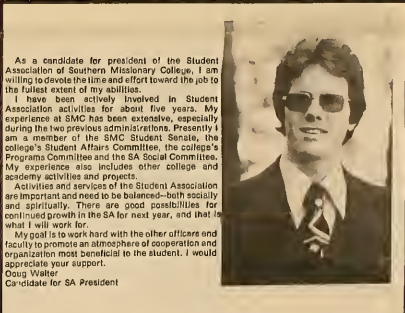 As a candidate for president of the Student
Association of Southern Missionary College, I am
willing to devote the time and effort toward the job to
the fullest extent of my abilities.
I have been actively involved in Student
Association activities for about five years. My
experience at SMC has been extensive, especially
during the two previous administrations. Presently I
am a member of the SMC Student Senate, the
college's Student Affairs Committee, the college's
Programs Committee and the SA Social Committee.
My experience also includes other college and
academy activities and projects.
Activities and services of the Student Association
are important and need to be balanced--both socially
and spiritually. There are good possibilities for
continued growth in the SA for next year, and that is
what I will work for.
My goal is to work hard with the other officers and
faculty to promote an atmosphere of cooperation and
organization most beneficial to the student. I would
appreciate your support.
Doug Walter
Candidate for SA President